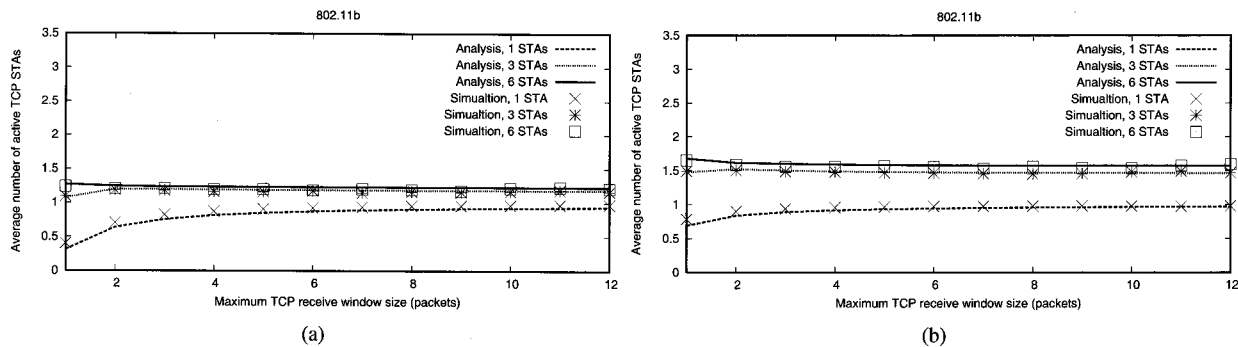 802.11b
3.5
3
2.5
2
1.5
1
0.5
0
Average number of active TCP STAs
Analysis, 1 STAs
Analysis, 3 STAs
Analysis, 6 STAs
Simualtion, 1 STA
Simualtion, 3 STAs
Simualtion, 6 STAs
2 4 6 8 10 12
Maximum TCP receive window size (packets)
(a)
802.11b
3.5
3
2.5
2
1.5
1
0.5
0
Average number of active TCP STAs
Analysis, 1 STAs
Analysis, 3 STAs
Analysis, 6 STAs
Simualtion, 1 STA
Simualtion, 3 STAs
Simualtion, 6 STAs
2 4 6 8 10 12
Maximum TCP receive window size (packets)
(b)